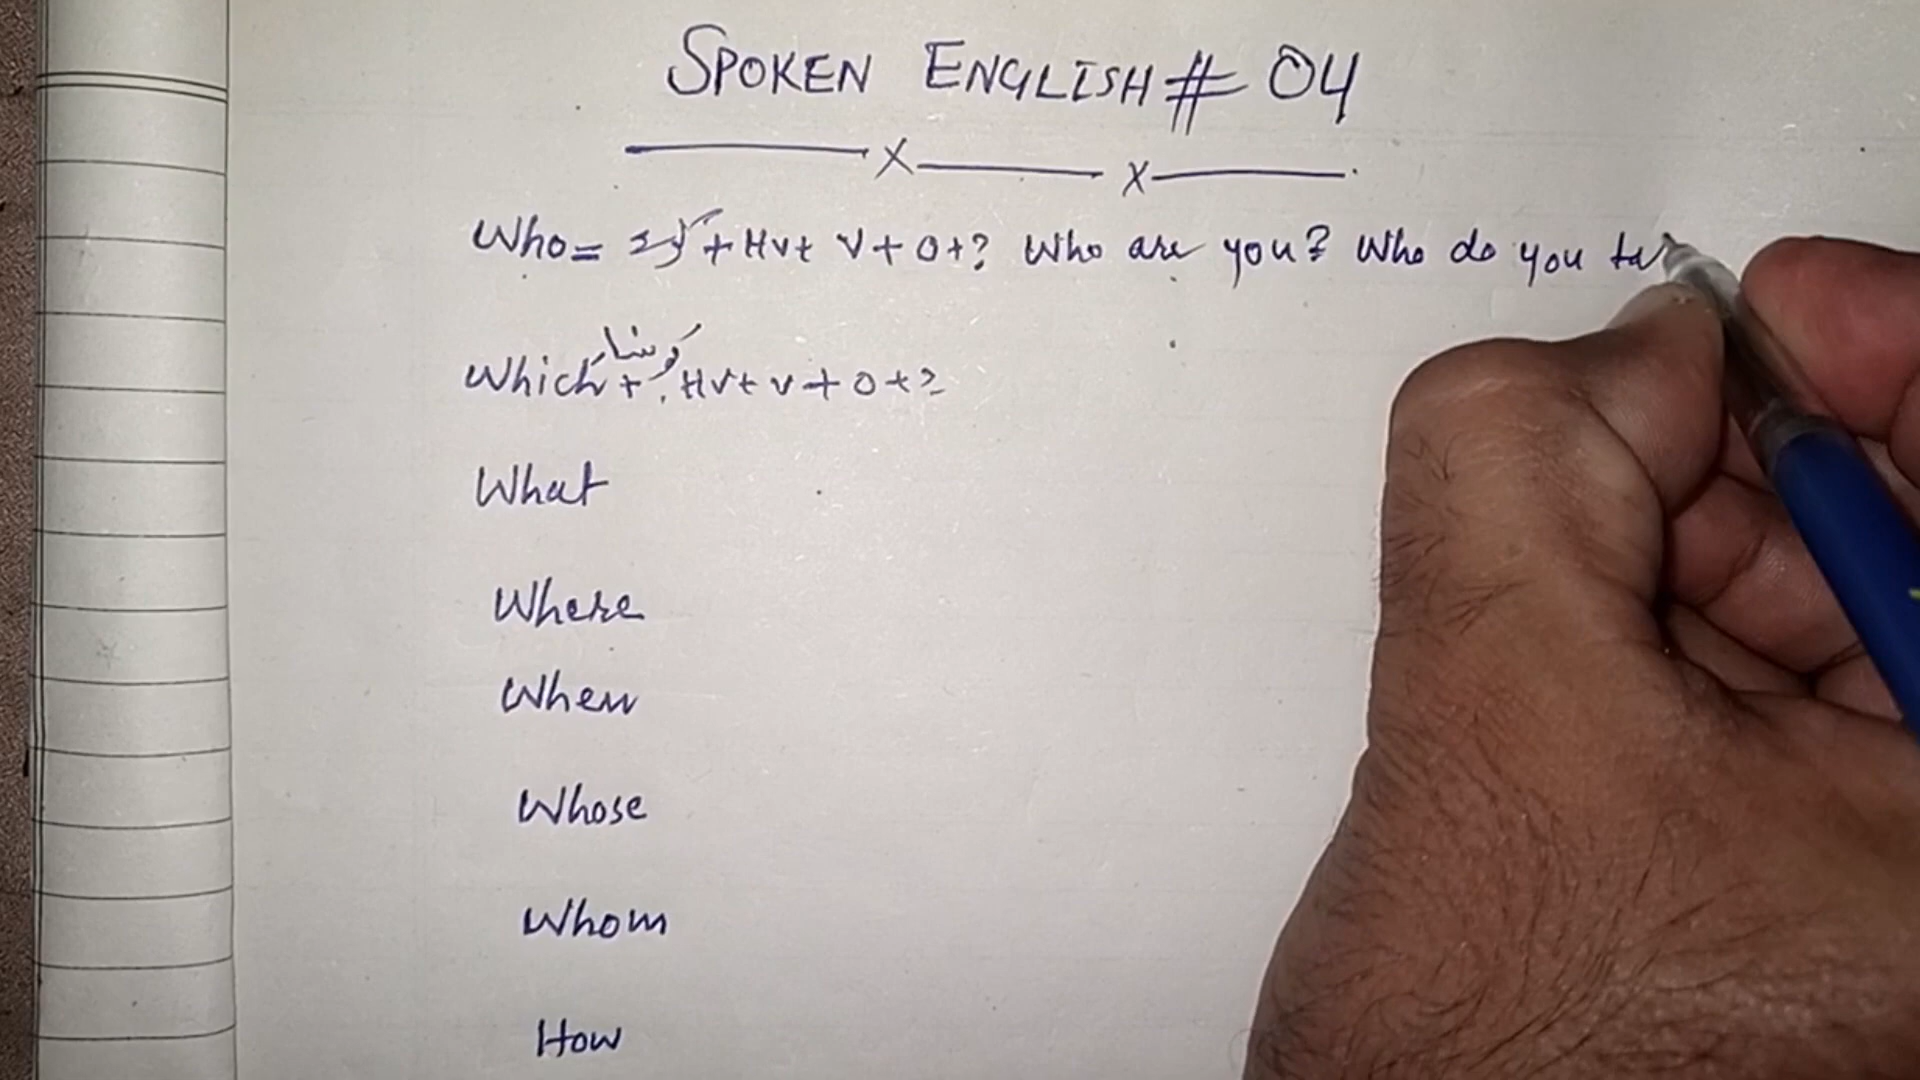 SPOKEN ENGLISH # 04
Who = + Hv + V + O + ? Who are you? Who do you
کونسا
Which + Hv + V + O + ?
What
Where
When
Whose
Whom
How